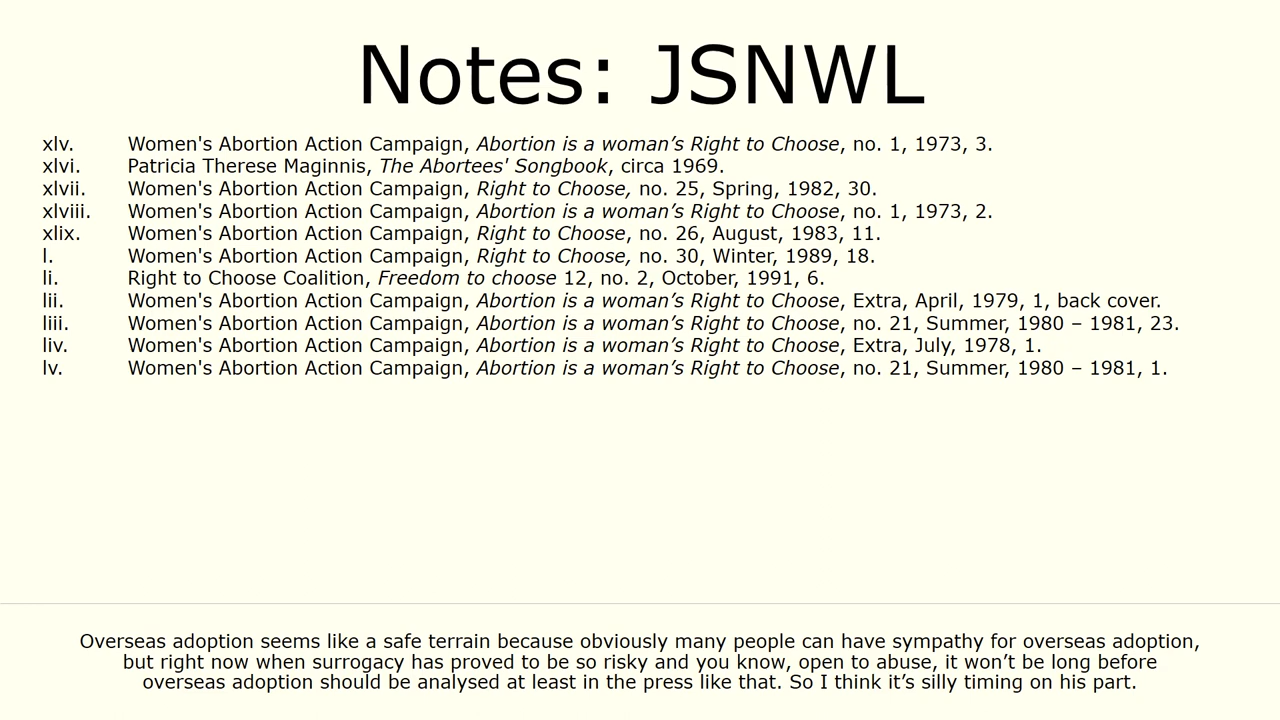 Notes: JSNWL
xlv. Women's Abortion Action Campaign, Abortion is a woman’s Right to Choose, no. 1, 1973, 3.
xlvi. Patricia Therese Maginnis, The Abortees' Songbook, circa 1969.
xlvii. Women's Abortion Action Campaign, Right to Choose, no. 25, Spring, 1982, 30.
xlviii. Women's Abortion Action Campaign, Abortion is a woman’s Right to Choose, no. 1, 1973, 2.
xlix. Women's Abortion Action Campaign, Right to Choose, no. 26, August, 1983, 11.
l. Women's Abortion Action Campaign, Right to Choose, no. 30, Winter, 1989, 18.
li. Right to Choose Coalition, Freedom to choose 12, no. 2, October, 1991, 6.
lii. Women's Abortion Action Campaign, Abortion is a woman’s Right to Choose, Extra, April, 1979, 1, back cover.
liii. Women's Abortion Action Campaign, Abortion is a woman’s Right to Choose, no. 21, Summer, 1980 – 1981, 23.
liv. Women's Abortion Action Campaign, Abortion is a woman’s Right to Choose, Extra, July, 1978, 1.
lv. Women's Abortion Action Campaign, Abortion is a woman’s Right to Choose, no. 21, Summer, 1980 – 1981, 1.
Overseas adoption seems like a safe terrain because obviously many people can have sympathy for overseas adoption,
but right now when surrogacy has proved to be so risky and you know, open to abuse, it won’t be long before
overseas adoption should be analysed at least in the press like that. So I think it’s silly timing on his part.